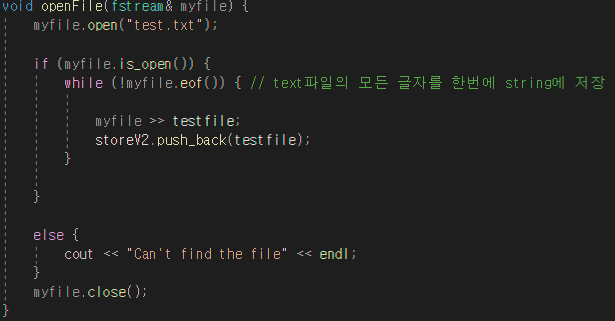 void openFile(fstream& myfile) {
myfile.open("test.txt");
if (myfile.is_open()) {
while (!myfile.eof()) { // text파일의 모든 글자를 한번에 string에 저장
myfile >> testfile;
storeV2.push_back(testfile);
}
}
else {
cout << "Can't find the file" << endl;
}
myfile.close();
}